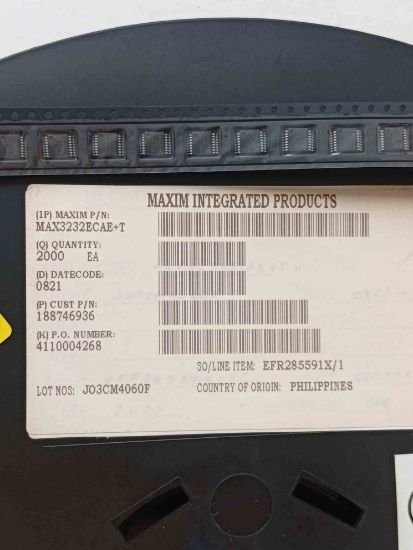 MAXIM INTEGRATED PRODUCTS
(1P) MAXIM P/N:
MAX3232ECAE+T
(Q) QUANTITY:
2000 EA
(D) DATECODE:
0821
(P) CUST P/N:
188746936
(K) P.O. NUMBER:
4110004268
SO/LINE ITEM: EFR285591X/1
LOT NOS: JO3CM4060F COUNTRY OF ORIGIN: PHILIPPINES